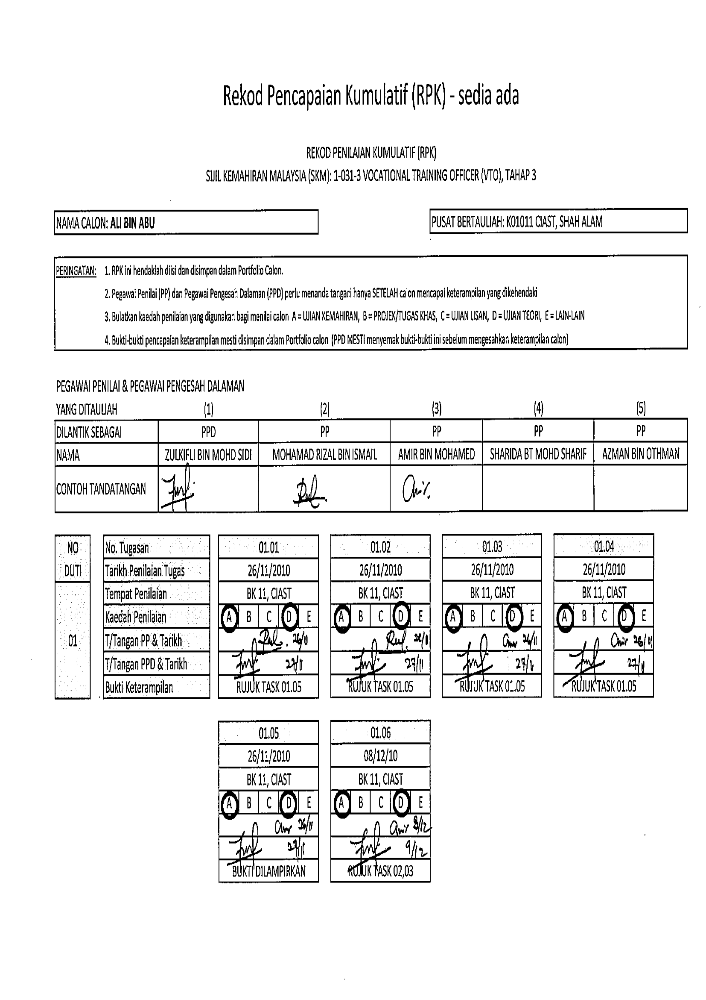 Rekod Pencapaian Kumulatif (RPK) - sedia ada
REKOD PENILAIAN KUMULATIF (RPK)
SIJIL KEMAHIRAN MALAYSIA (SKM): 1-031-3 VOCATIONAL TRAINING OFFICER (VTO), TAHAP 3
NAMA CALON: ALI BIN ABU
PUSAT BERTAULIAH: K01011 CIAST, SHAH ALAM
PERINGATAN: 1. RPK ini hendaklah diisi dan disimpan dalam Portfolio Calon.
2. Pegawai Penilai (PP) dan Pegawai Pengesah Dalaman (PPD) perlu menanda tangani hanya SETELAH calon mencapai keterampilan yang dikehendaki
3. Bulatkan kaedah penilaian yang digunakan bagi menilai calon A = UJIAN KEMAHIRAN, B = PROJEK/TUGAS KHAS, C = UJIAN LISAN, D = UJIAN TEORI, E = LAIN-LAIN
4. Bukti-bukti pencapaian keterampilan mesti disimpan dalam Portfolio calon (PPD MESTI menyemak bukti-bukti ini sebelum mengesahkan keterampilan calon)
PEGAWAI PENILAI & PEGAWAI PENGESAH DALAMAN
YANG DITAULIAH (1) (2) (3) (4) (5)
DILANTIK SEBAGAI PPD PP PP PP PP
NAMA ZULKIFLI BIN MOHD SIDI MOHAMAD RIZAL BIN ISMAIL AMIR BIN MOHAMED SHARIDA BT MOHD SHARIF AZMAN BIN OTHMAN
CONTOH TANDATANGAN
NO No. Tugasan 01.01 01.02 01.03 01.04
DUTI Tarikh Penilaian Tugas 26/11/2010 26/11/2010 26/11/2010 26/11/2010
Tempat Penilaian BK 11, CIAST BK 11, CIAST BK 11, CIAST BK 11, CIAST
Kaedah Penilaian A B C D E A B C D E A B C D E A B C D E
01 T/Tangan PP & Tarikh 26/11 26/11 Amir 26/11 Amir 26/11
T/Tangan PPD & Tarikh 27/11 27/11 27/11 27/11
Bukti Keterampilan RUJUK TASK 01.05 RUJUK TASK 01.05 RUJUK TASK 01.05 RUJUK TASK 01.05
01.05 01.06
26/11/2010 08/12/10
BK 11, CIAST BK 11, CIAST
A B C D E A B C D E
Amir 26/11 Amir 8/12
27/11 9/12
BUKTI DILAMPIRKAN RUJUK TASK 02,03